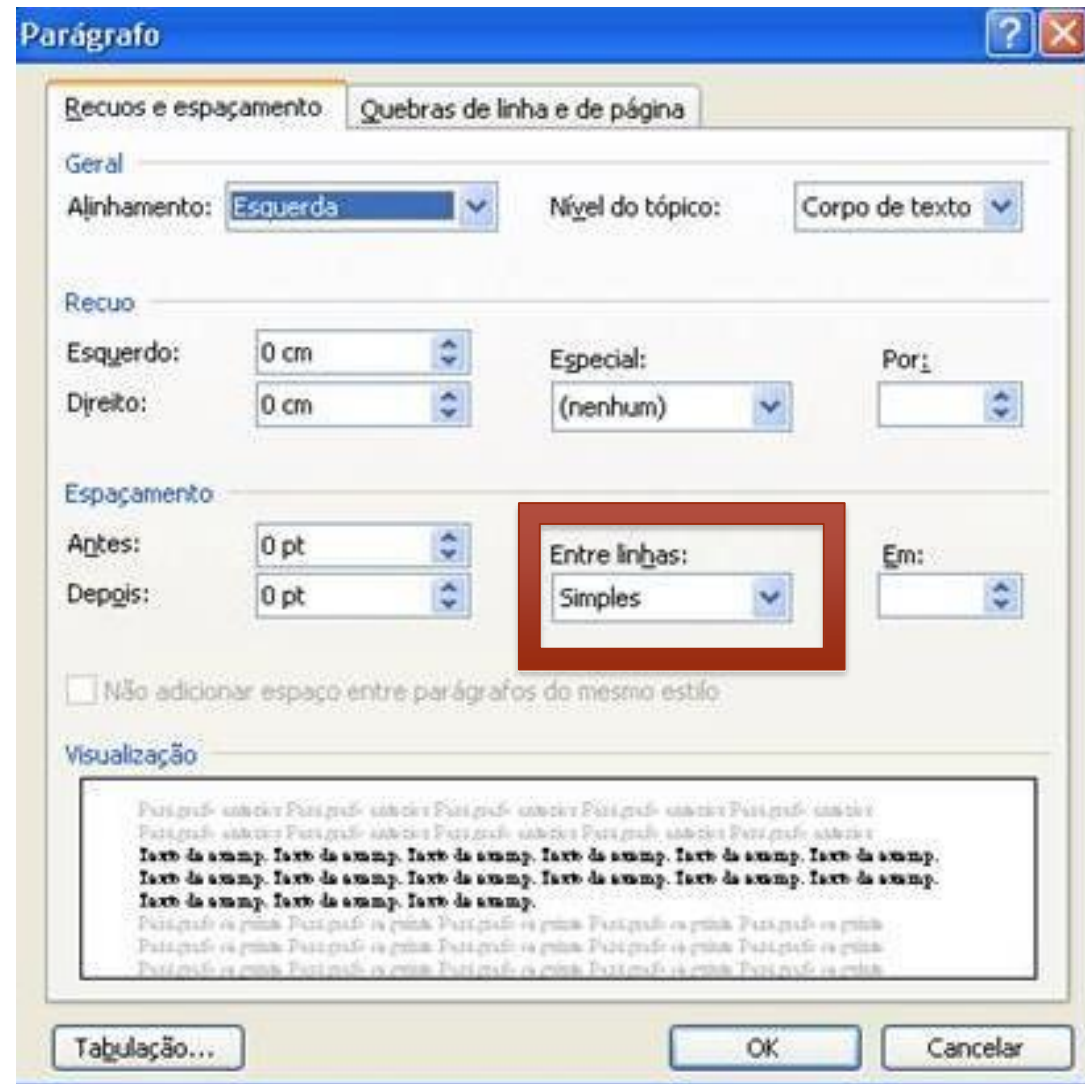 Parágrafo
Recuos e espaçamento
Quebras de linha e de página
Geral
Alinhamento: Esquerda Nível do tópico: Corpo de texto
Recuo
Esquerdo: 0 cm Especial: Por:
Direito: 0 cm (nenhum)
Espaçamento
Antes: 0 pt Entre linhas: Em:
Depois: 0 pt Simples
Não adicionar espaço entre parágrafos do mesmo estilo
Visualização
Tabulação... OK Cancelar